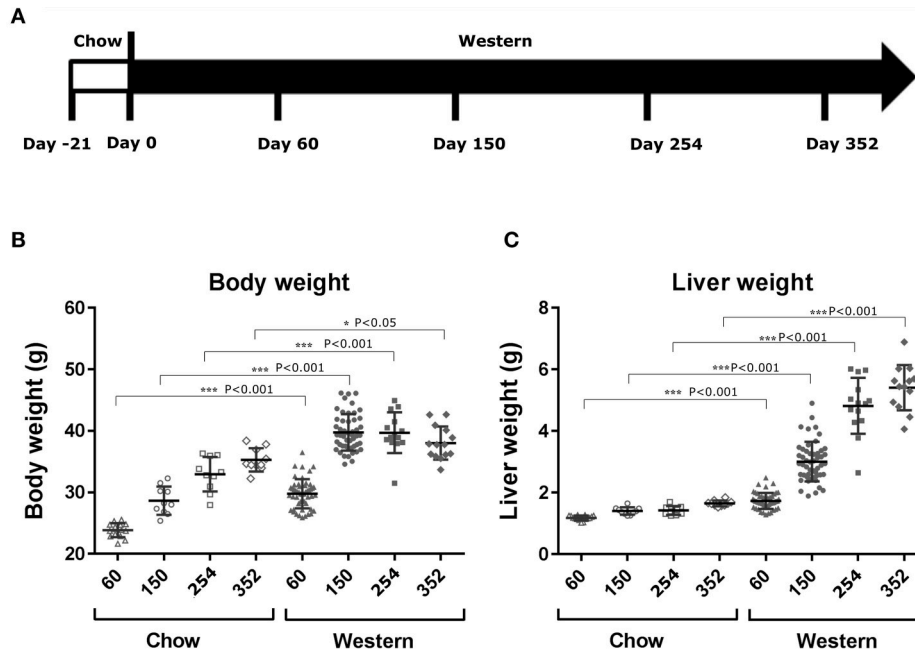 A
Chow Western
Day -21 Day 0 Day 60 Day 150 Day 254 Day 352
B
Body weight
Body weight (g)
60
50
40
30
20
* P<0.05
*** P<0.001
*** P<0.001
*** P<0.001
60 150 254 352 60 150 254 352
Chow Western
C
Liver weight
Liver weight (g)
8
6
4
2
0
***P<0.001
***P<0.001
***P<0.001
*** P<0.001
60 150 254 352 60 150 254 352
Chow Western